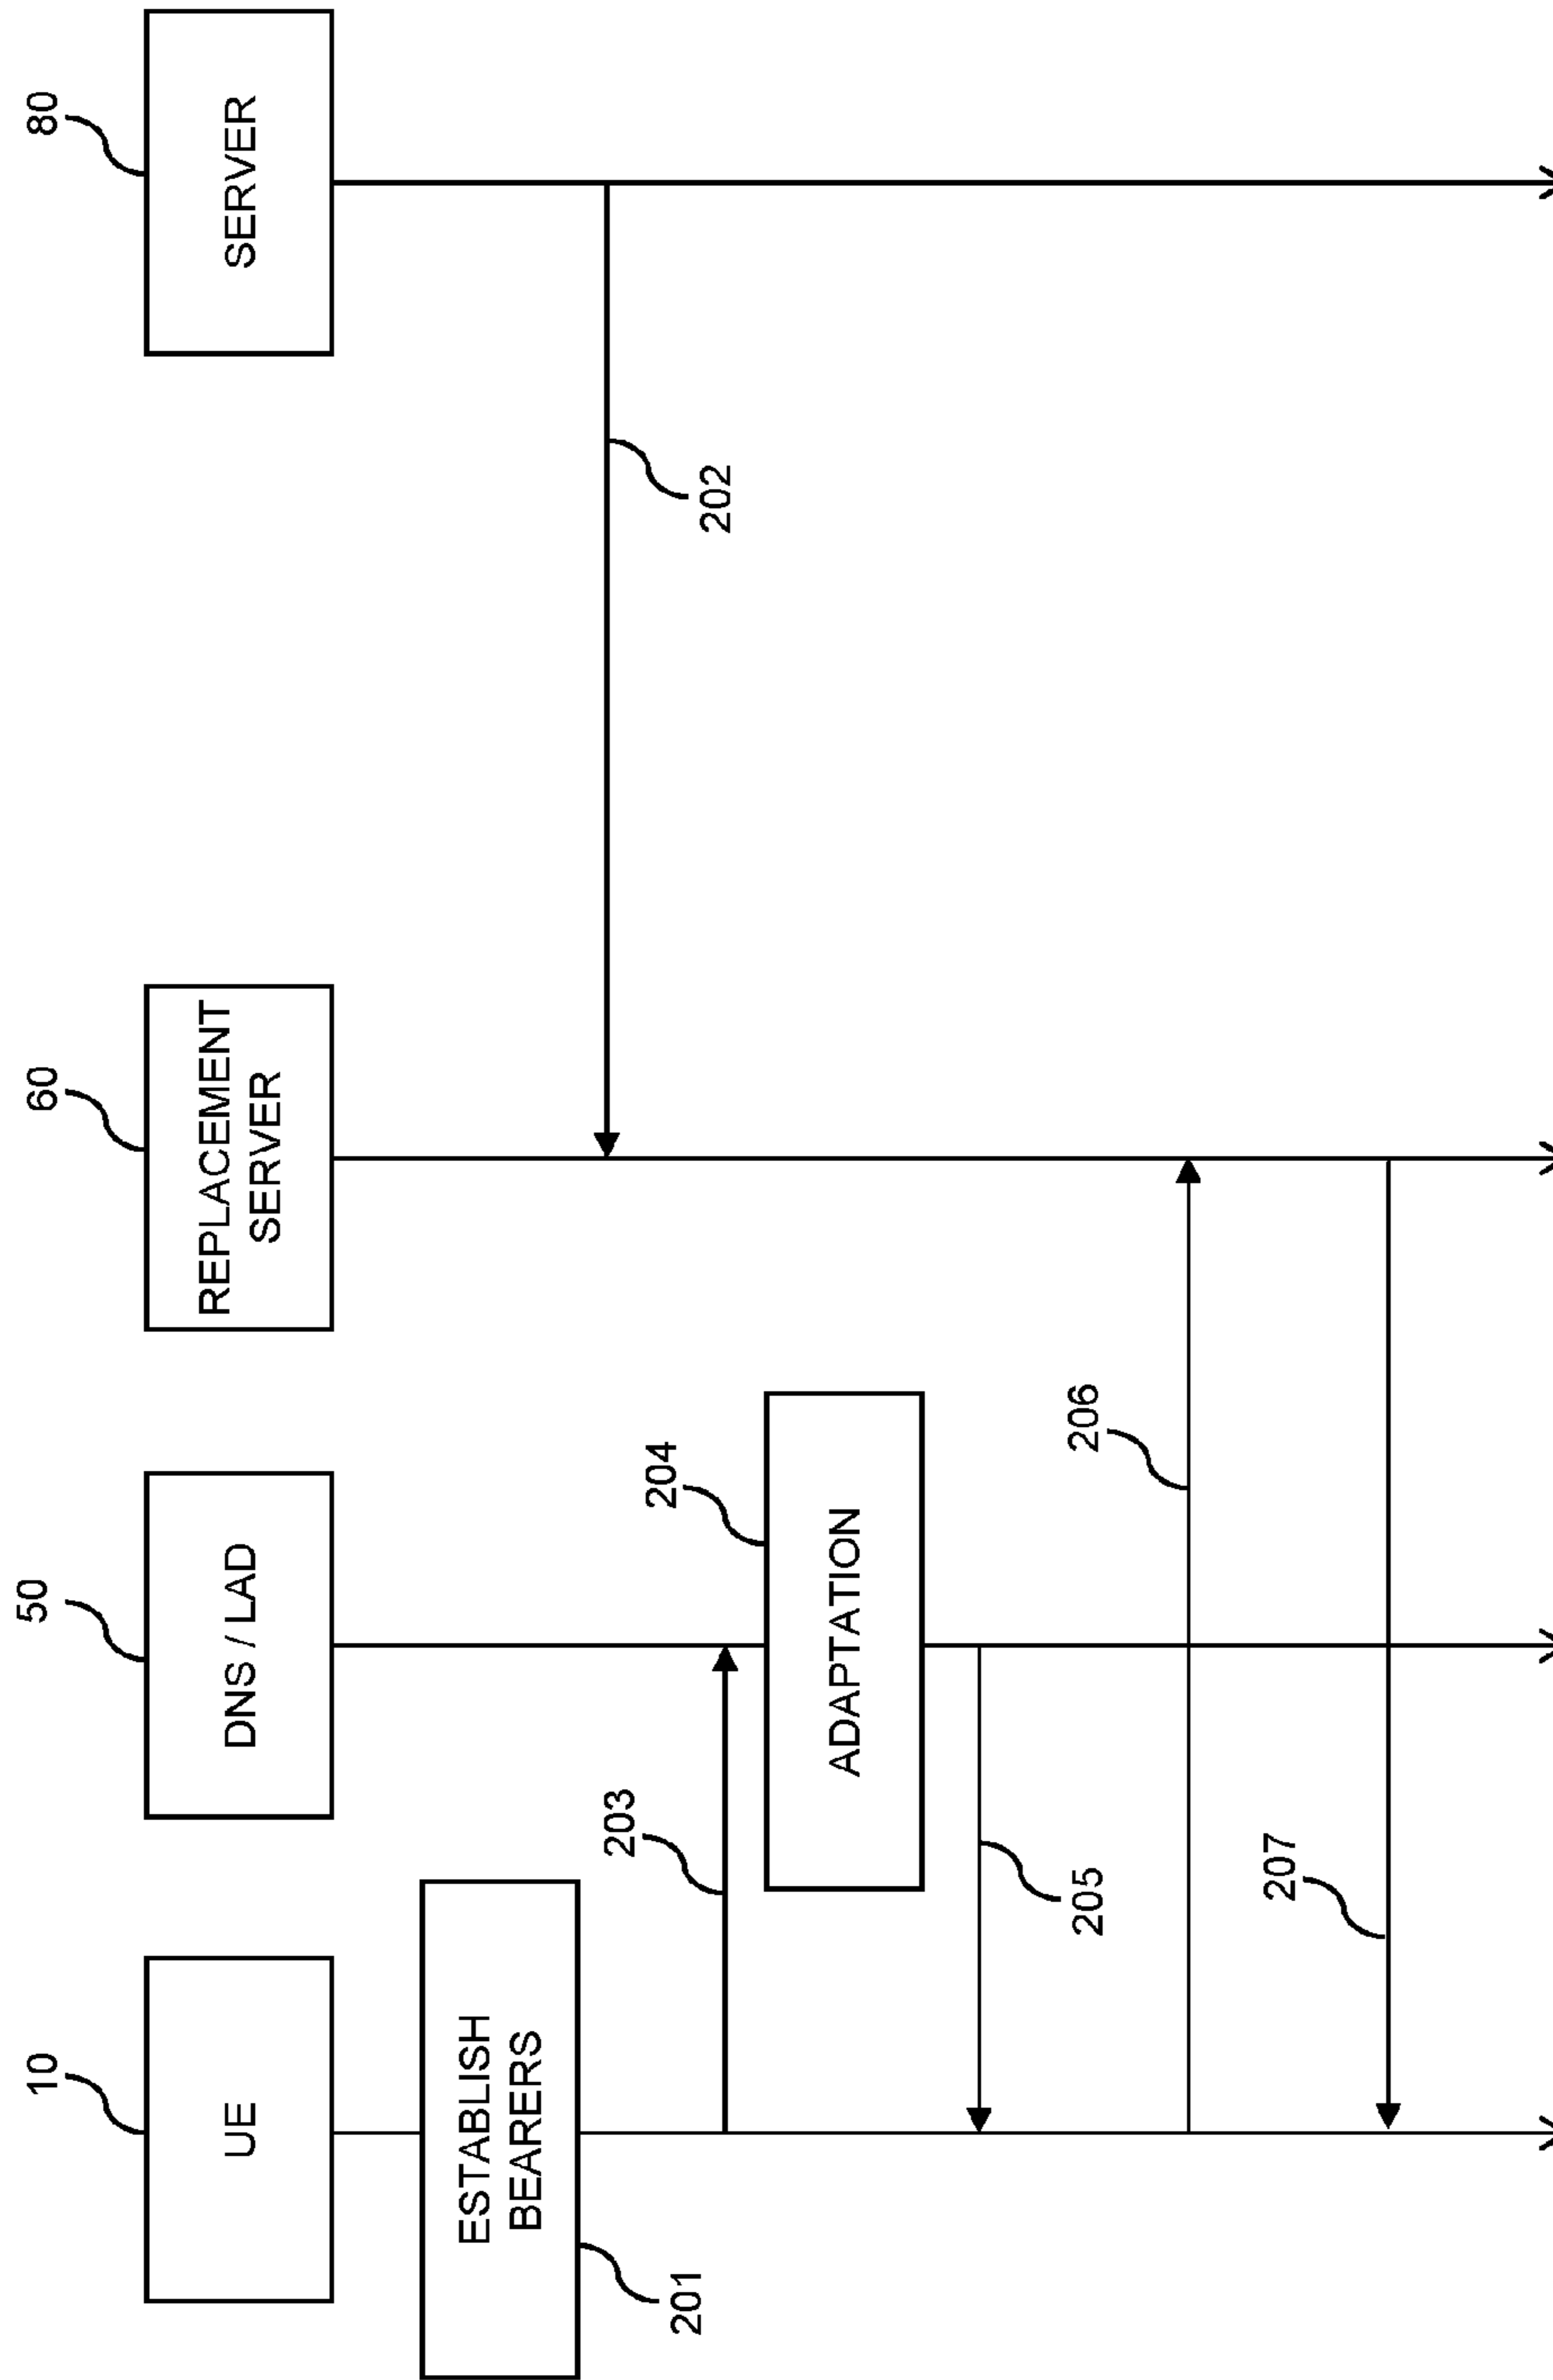 10
50
60
80
UE
DNS / LAD
REPLACEMENT
SERVER
SERVER
ESTABLISH
BEARERS
201
202
203
204
ADAPTATION
205
206
207